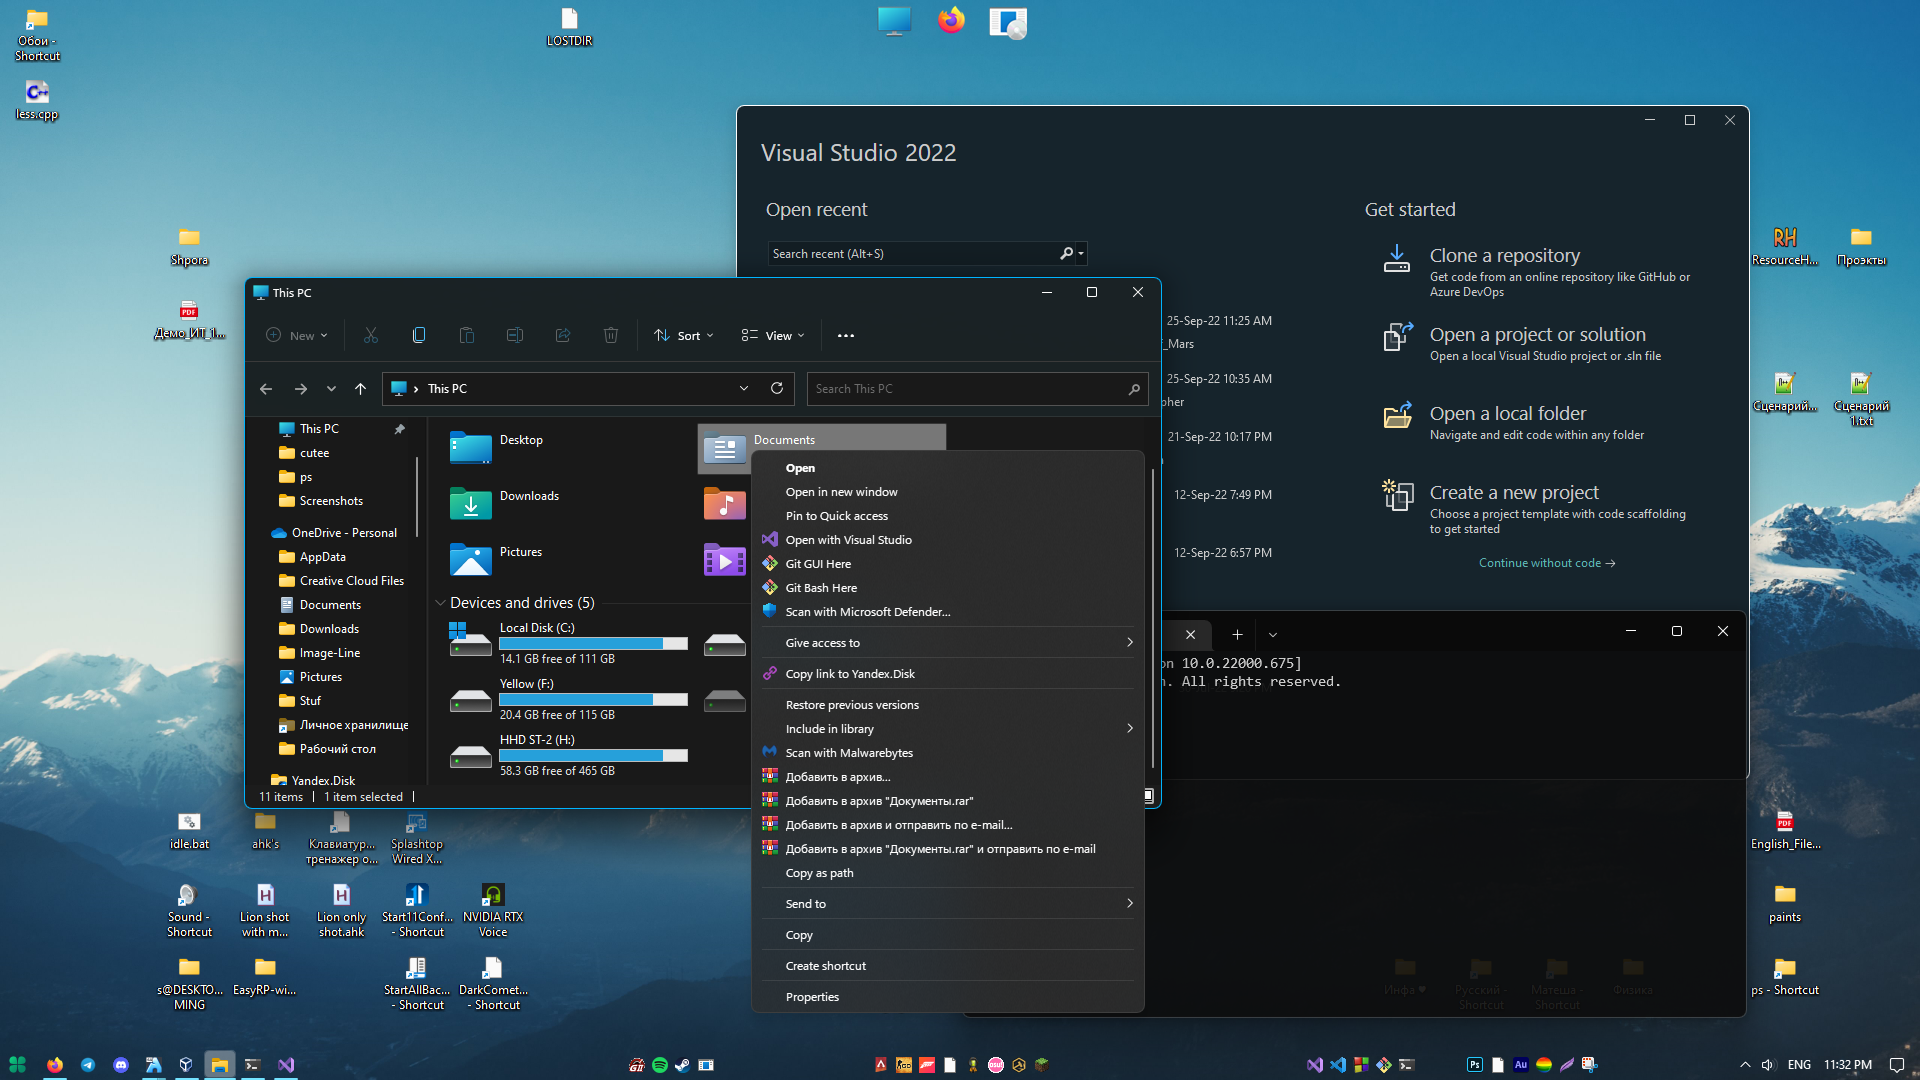 Обои -
Shortcut
less.cpp
LOSTDIR
Shpora
Демо_ИТ_1...
Visual Studio 2022
Open recent
Search recent (Alt+S)
25-Sep-22 11:25 AM
_Mars
25-Sep-22 10:35 AM
pher
21-Sep-22 10:17 PM
12-Sep-22 7:49 PM
12-Sep-22 6:57 PM
Get started
Clone a repository
Get code from an online repository like GitHub or
Azure DevOps
Open a project or solution
Open a local Visual Studio project or .sln file
Open a local folder
Navigate and edit code within any folder
Create a new project
Choose a project template with code scaffolding
to get started
Continue without code →
RH
ResourceH...
Проэкты
Сценарий...
Сценарий
1.txt
This PC
New
Sort
View
This PC
Search This PC
This PC
cutee
ps
Screenshots
OneDrive - Personal
AppData
Creative Cloud Files
Documents
Downloads
Image-Line
Pictures
Stuf
Личное хранилище
Рабочий стол
Yandex.Disk
Desktop
Documents
Downloads
Pictures
Devices and drives (5)
Local Disk (C:)
14.1 GB free of 111 GB
Yellow (F:)
20.4 GB free of 115 GB
HHD ST-2 (H:)
58.3 GB free of 465 GB
11 items
1 item selected
Open
Open in new window
Pin to Quick access
Open with Visual Studio
Git GUI Here
Git Bash Here
Scan with Microsoft Defender...
Give access to
Copy link to Yandex.Disk
Restore previous versions
Include in library
Scan with Malwarebytes
Добавить в архив...
Добавить в архив "Документы.rar"
Добавить в архив и отправить по e-mail...
Добавить в архив "Документы.rar" и отправить по e-mail
Copy as path
Send to
Copy
Create shortcut
Properties
on 10.0.22000.675]
n. All rights reserved.
idle.bat
ahk's
Клавиатур...
тренажер о...
Splashtop
Wired X...
Sound -
Shortcut
Lion shot
with m...
Lion only
shot.ahk
Start11Conf...
- Shortcut
NVIDIA RTX
Voice
s@DESKTO...
MING
EasyRP-wi...
StartAllBac...
- Shortcut
DarkComet...
- Shortcut
Инфа ♥
Русский -
Shortcut
Матеша -
Shortcut
Физика
PDF
English_File...
paints
ps - Shortcut
Ps
Au
ENG
11:32 PM